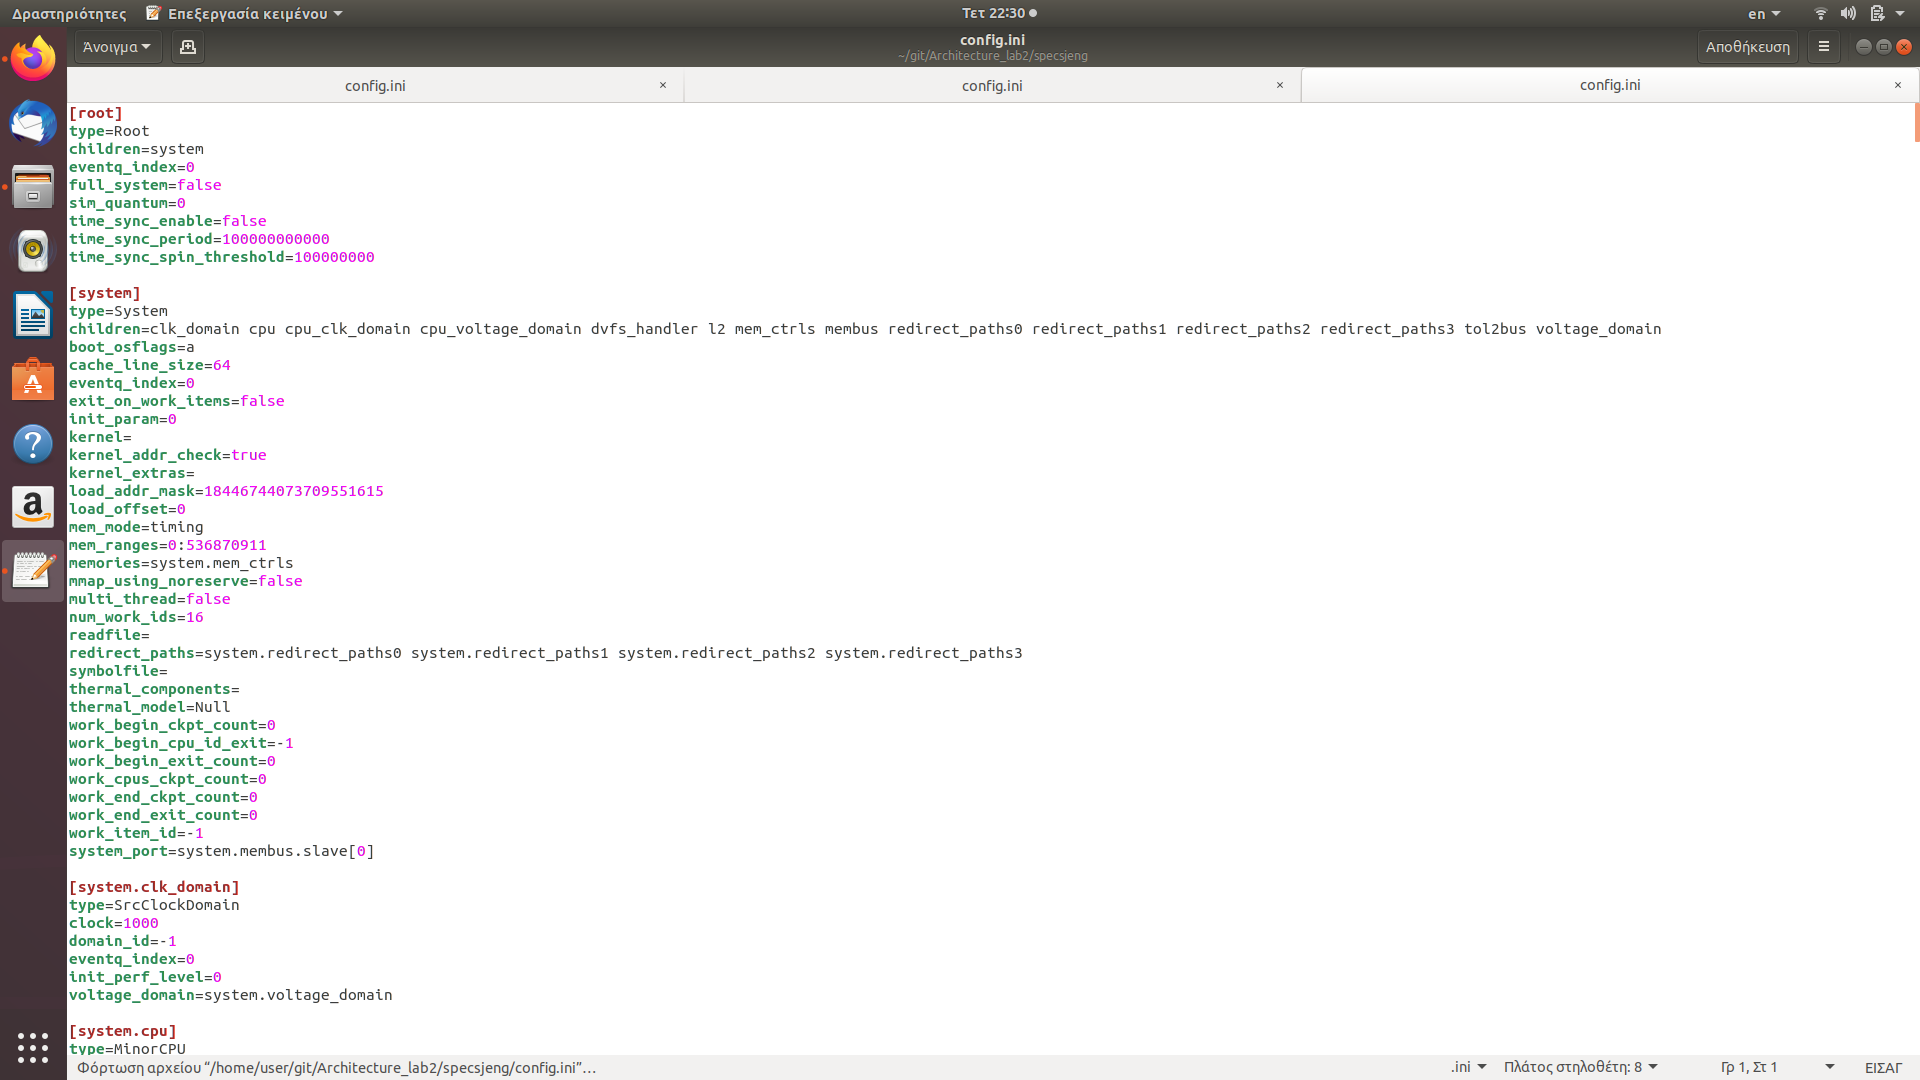 Δραστηριότητες Επεξεργασία κειμένου Τετ 22:30 en
Άνοιγμα config.ini Αποθήκευση
~/git/Architecture_lab2/specsjeng
config.ini × config.ini × config.ini ×
[root]
type=Root
children=system
eventq_index=0
full_system=false
sim_quantum=0
time_sync_enable=false
time_sync_period=100000000000
time_sync_spin_threshold=100000000
[system]
type=System
children=clk_domain cpu cpu_clk_domain cpu_voltage_domain dvfs_handler l2 mem_ctrls membus redirect_paths0 redirect_paths1 redirect_paths2 redirect_paths3 tol2bus voltage_domain
boot_osflags=a
cache_line_size=64
eventq_index=0
exit_on_work_items=false
init_param=0
kernel=
kernel_addr_check=true
kernel_extras=
load_addr_mask=18446744073709551615
load_offset=0
mem_mode=timing
mem_ranges=0:536870911
memories=system.mem_ctrls
mmap_using_noreserve=false
multi_thread=false
num_work_ids=16
readfile=
redirect_paths=system.redirect_paths0 system.redirect_paths1 system.redirect_paths2 system.redirect_paths3
symbolfile=
thermal_components=
thermal_model=Null
work_begin_ckpt_count=0
work_begin_cpu_id_exit=-1
work_begin_exit_count=0
work_cpus_ckpt_count=0
work_end_ckpt_count=0
work_end_exit_count=0
work_item_id=-1
system_port=system.membus.slave[0]
[system.clk_domain]
type=SrcClockDomain
clock=1000
domain_id=-1
eventq_index=0
init_perf_level=0
voltage_domain=system.voltage_domain
[system.cpu]
type=MinorCPU
Φόρτωση αρχείου “/home/user/git/Architecture_lab2/specsjeng/config.ini”… .ini Πλάτος στηλοθέτη: 8 Γρ 1, Στ 1 ΕΙΣΑΓ